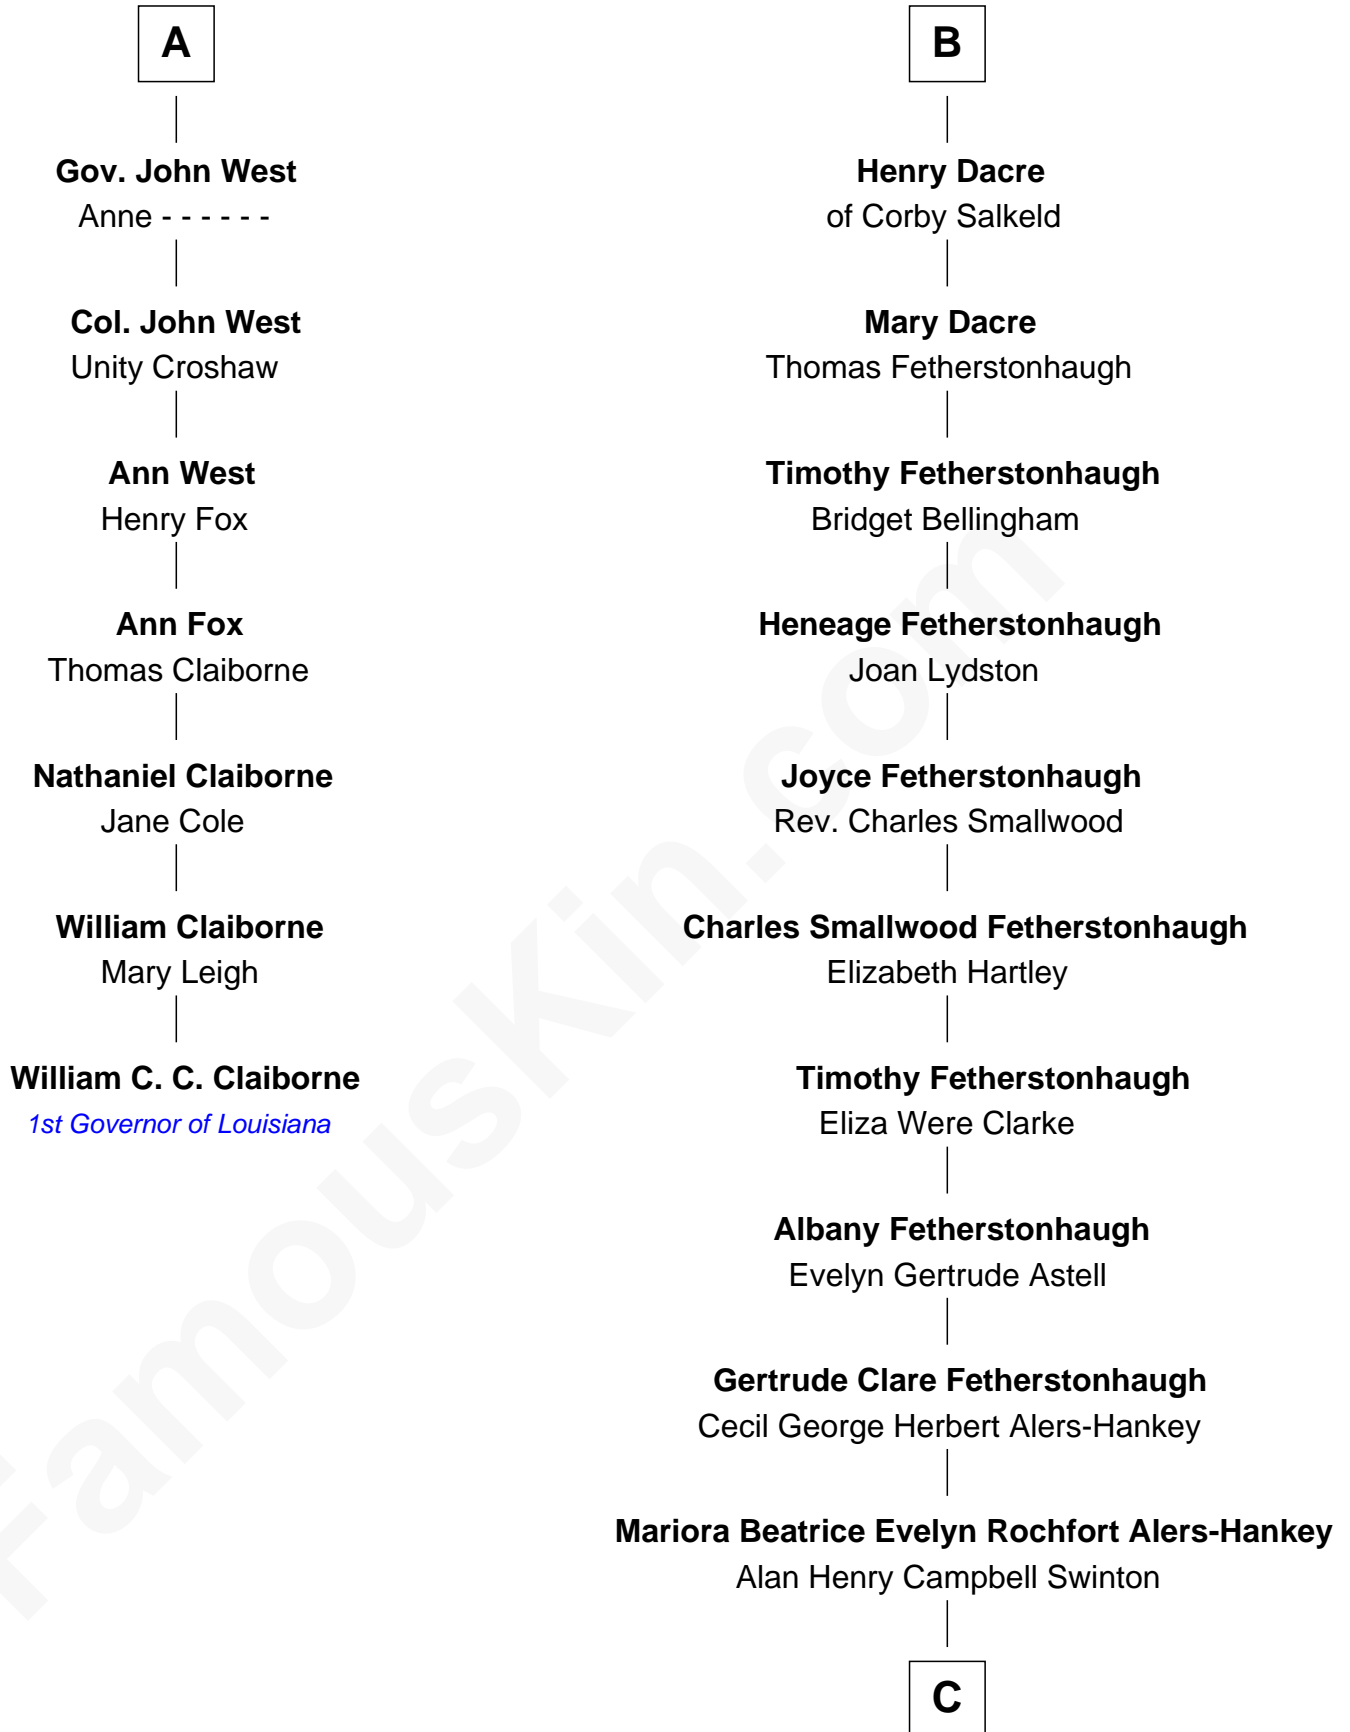 A
Gov. John West
Anne - - - - - -
Col. John West
Unity Croshaw
Ann West
Henry Fox
Ann Fox
Thomas Claiborne
Nathaniel Claiborne
Jane Cole
William Claiborne
Mary Leigh
William C. C. Claiborne
1st Governor of Louisiana
B
Henry Dacre
of Corby Salkeld
Mary Dacre
Thomas Fetherstonhaugh
Timothy Fetherstonhaugh
Bridget Bellingham
Heneage Fetherstonhaugh
Joan Lydston
Joyce Fetherstonhaugh
Rev. Charles Smallwood
Charles Smallwood Fetherstonhaugh
Elizabeth Hartley
Timothy Fetherstonhaugh
Eliza Were Clarke
Albany Fetherstonhaugh
Evelyn Gertrude Astell
Gertrude Clare Fetherstonhaugh
Cecil George Herbert Alers-Hankey
Mariora Beatrice Evelyn Rochfort Alers-Hankey
Alan Henry Campbell Swinton
C
FamousKin.com